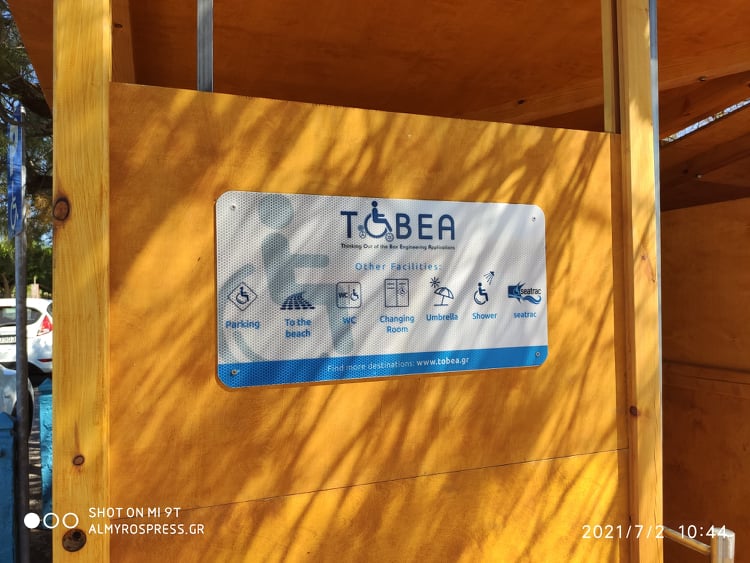 TOBEA
Thinking Out of the Box Engineering Applications
Other Facilities:
Parking
To the
beach
WC
WC
Changing
Room
Umbrella
Shower
seatrac
seatrac
Find more destinations: www.tobea.gr
SHOT ON MI 9T
ALMYROSPRESS.GR
2021/7/2 10:44